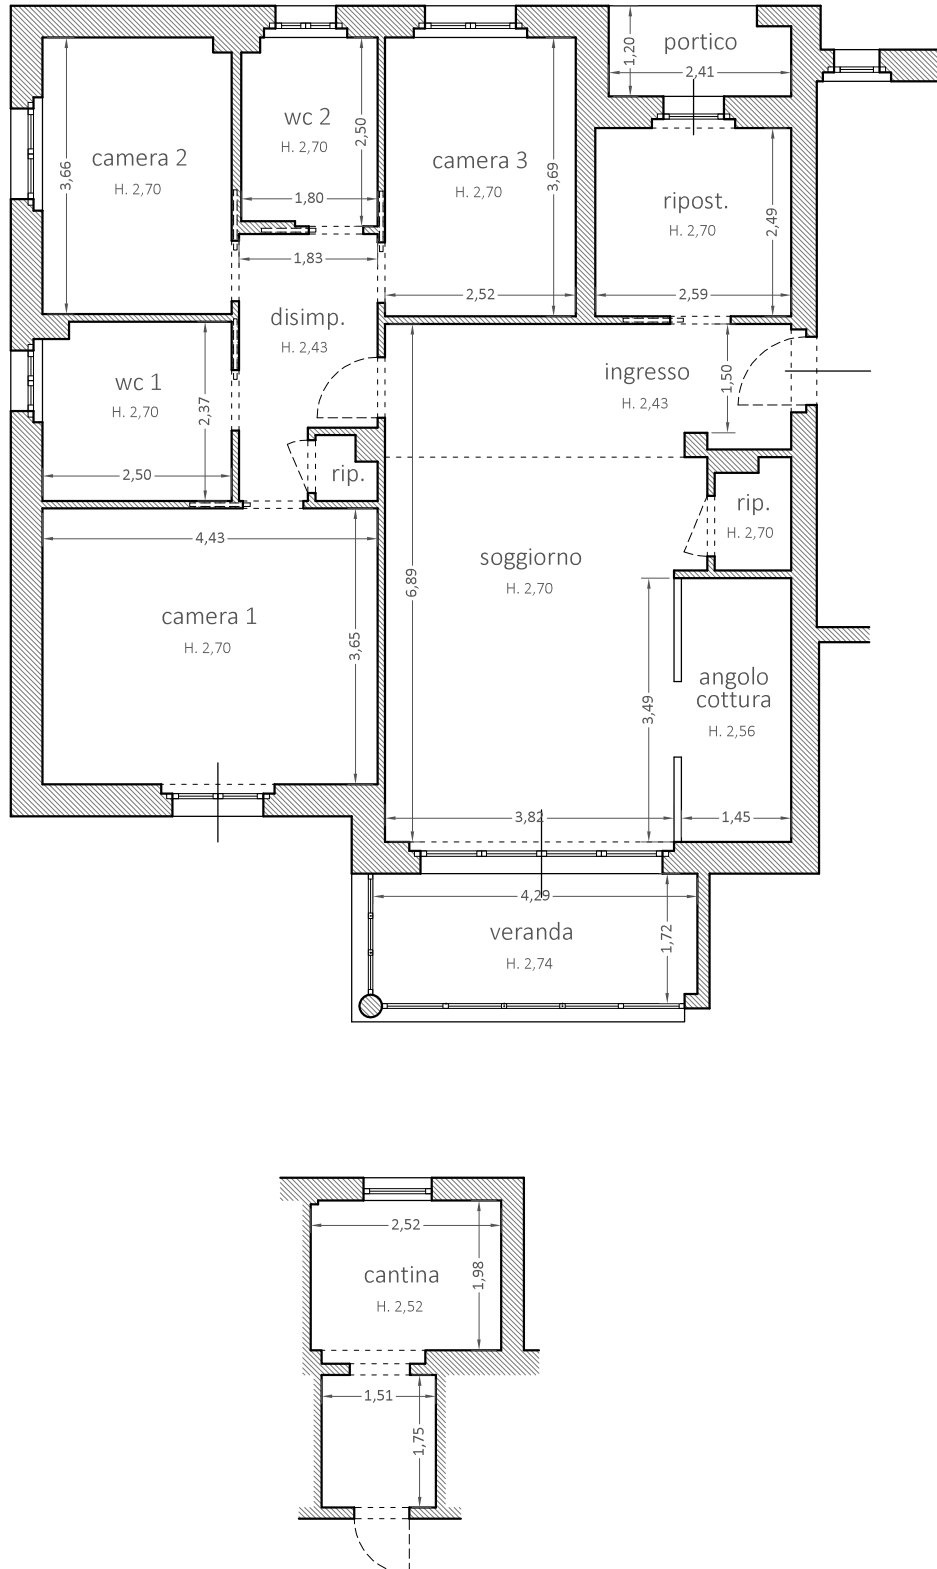 portico
1,20
2,41
wc 2
H. 2,70
2,50
1,80
camera 2
H. 2,70
3,66
camera 3
H. 2,70
3,69
2,52
ripost.
H. 2,70
2,49
2,59
1,83
disimp.
H. 2,43
wc 1
H. 2,70
2,37
2,50
ingresso
H. 2,43
1,50
rip.
rip.
H. 2,70
4,43
camera 1
H. 2,70
3,65
soggiorno
H. 2,70
6,89
3,49
3,82
angolo
cottura
H. 2,56
1,45
4,29
veranda
H. 2,74
1,72
2,52
cantina
H. 2,52
1,98
1,51
1,75